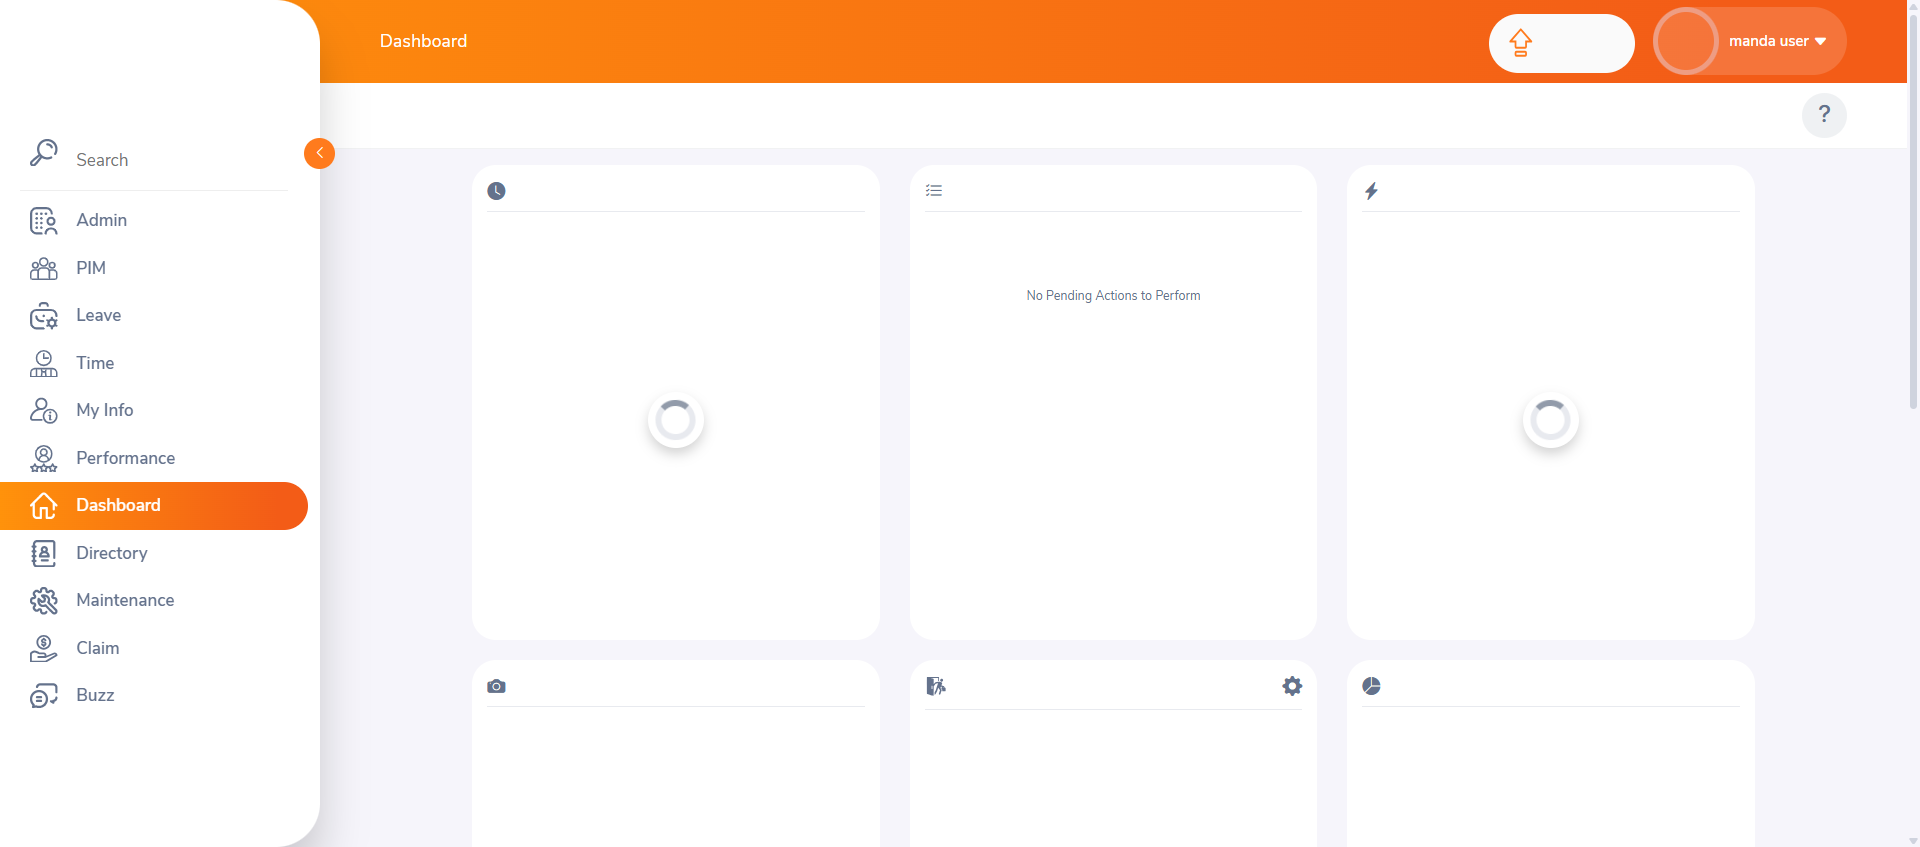 Dashboard
manda user
?
Search
Admin
PIM
Leave
Time
My Info
Performance
Dashboard
Directory
Maintenance
Claim
Buzz
No Pending Actions to Perform